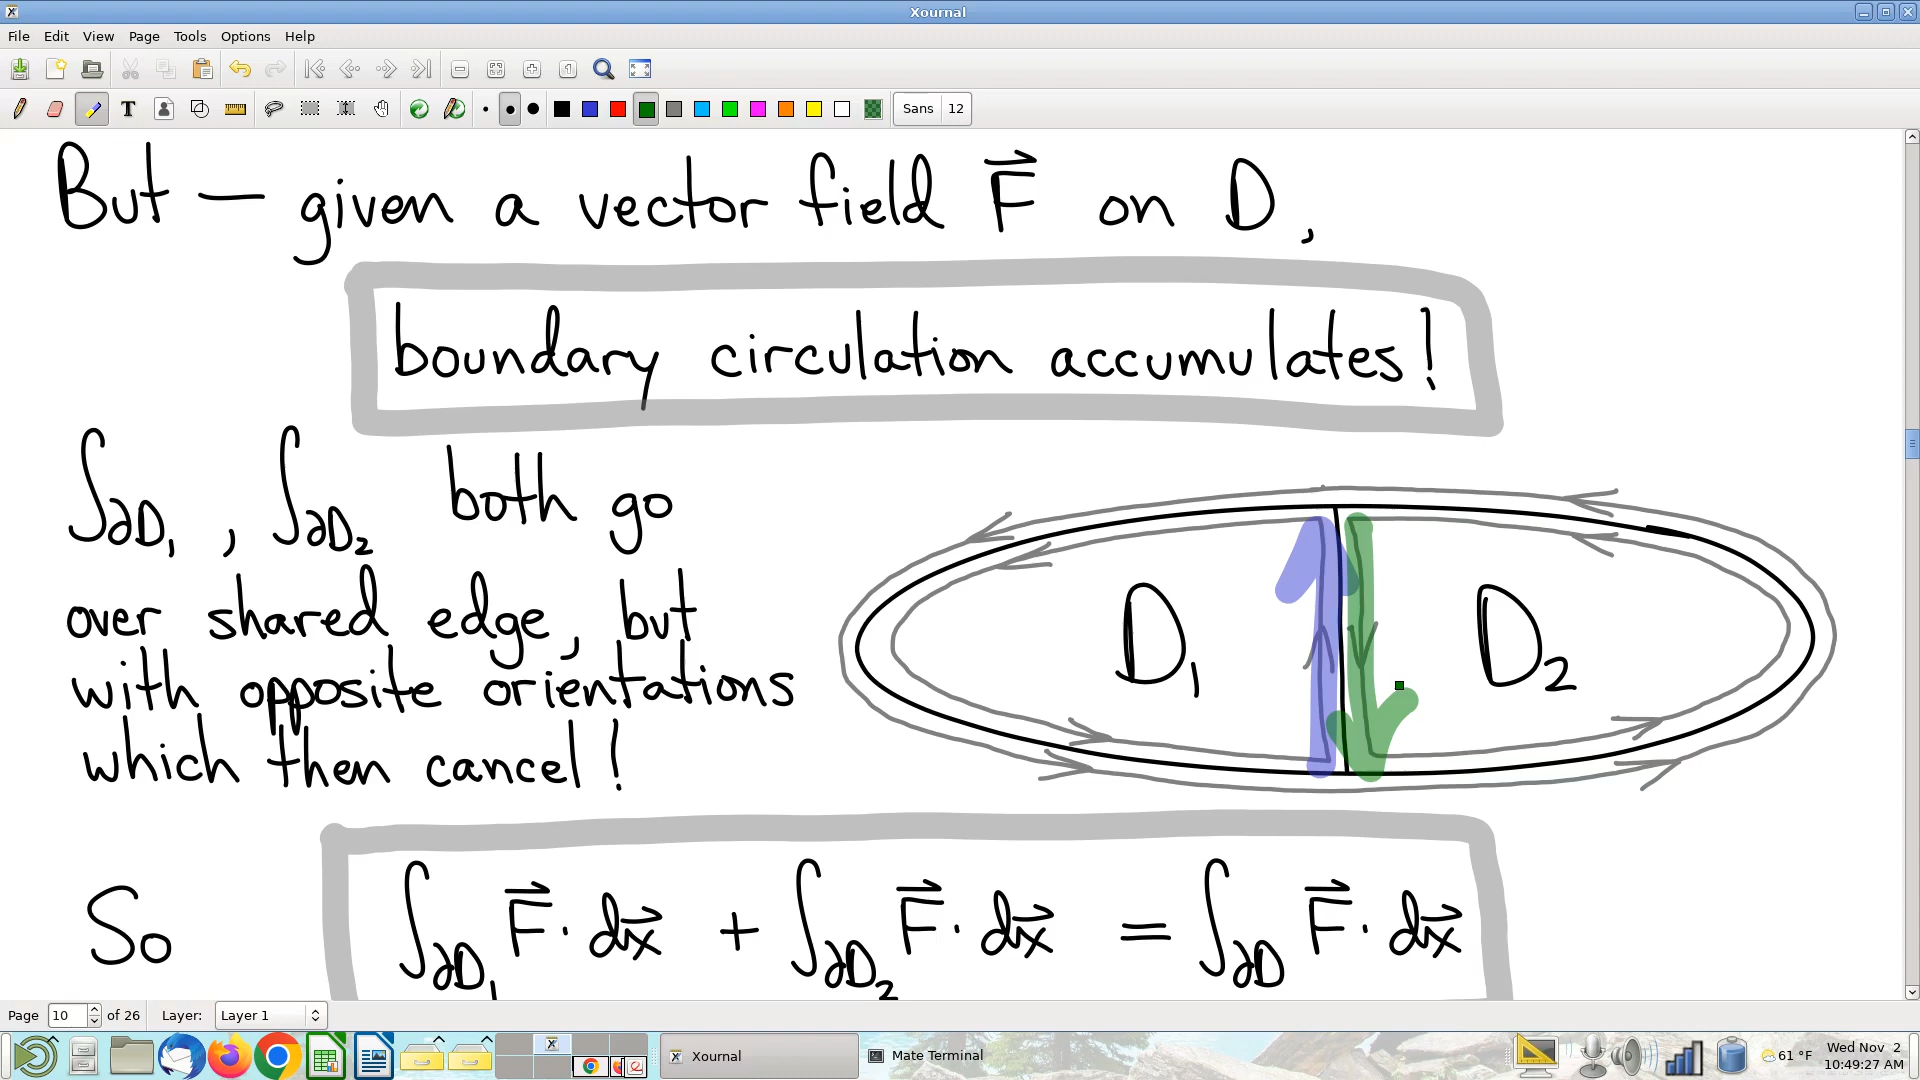 Xournal
File Edit View Page Tools Options Help
Sans 12
But — given a vector field F⃗ on D,
boundary circulation accumulates!
∫∂D₁ , ∫∂D₂ both go
over shared edge, but
with opposite orientations
which then cancel!
D₁ D₂
So ∫∂D₁ F⃗ · dx⃗ + ∫∂D₂ F⃗ · dx⃗ = ∫∂D F⃗ · dx⃗
Page 10 of 26 Layer: Layer 1
Xournal Mate Terminal 61 °F Wed Nov 2
10:49:27 AM